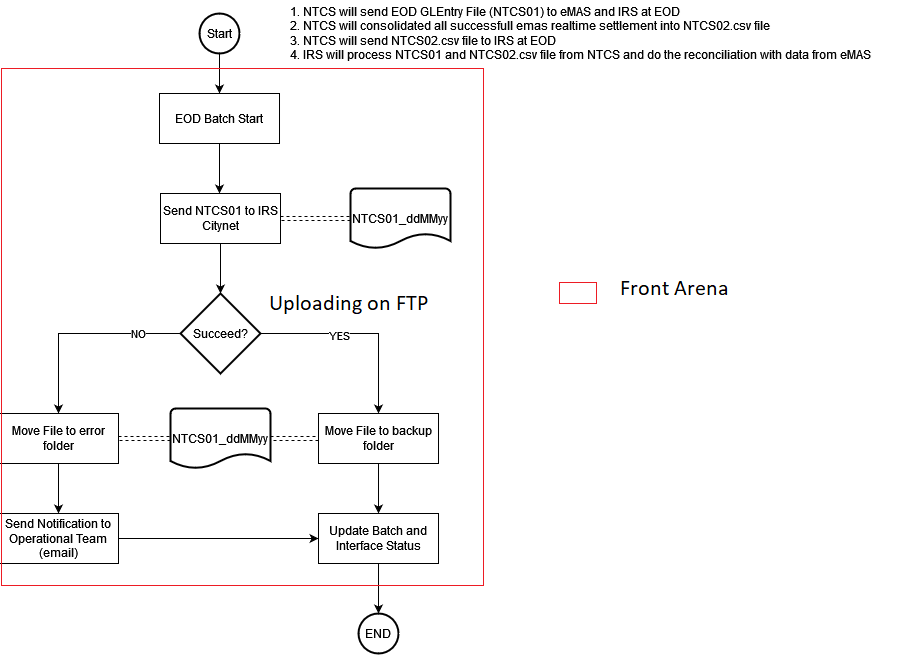 1. NTCS will send EOD GLEntry File (NTCS01) to eMAS and IRS at EOD
2. NTCS will consolidated all successfull emas realtime settlement into NTCS02.csv file
3. NTCS will send NTCS02.csv file to IRS at EOD
4. IRS will process NTCS01 and NTCS02.csv file from NTCS and do the reconciliation with data from eMAS
Start
EOD Batch Start
Send NTCS01 to IRS
Citynet
NTCS01_ddMMyy
Uploading on FTP
Front Arena
Succeed?
NO
YES
Move File to error
folder
NTCS01_ddMMyy
Move File to backup
folder
Send Notification to
Operational Team
(email)
Update Batch and
Interface Status
END